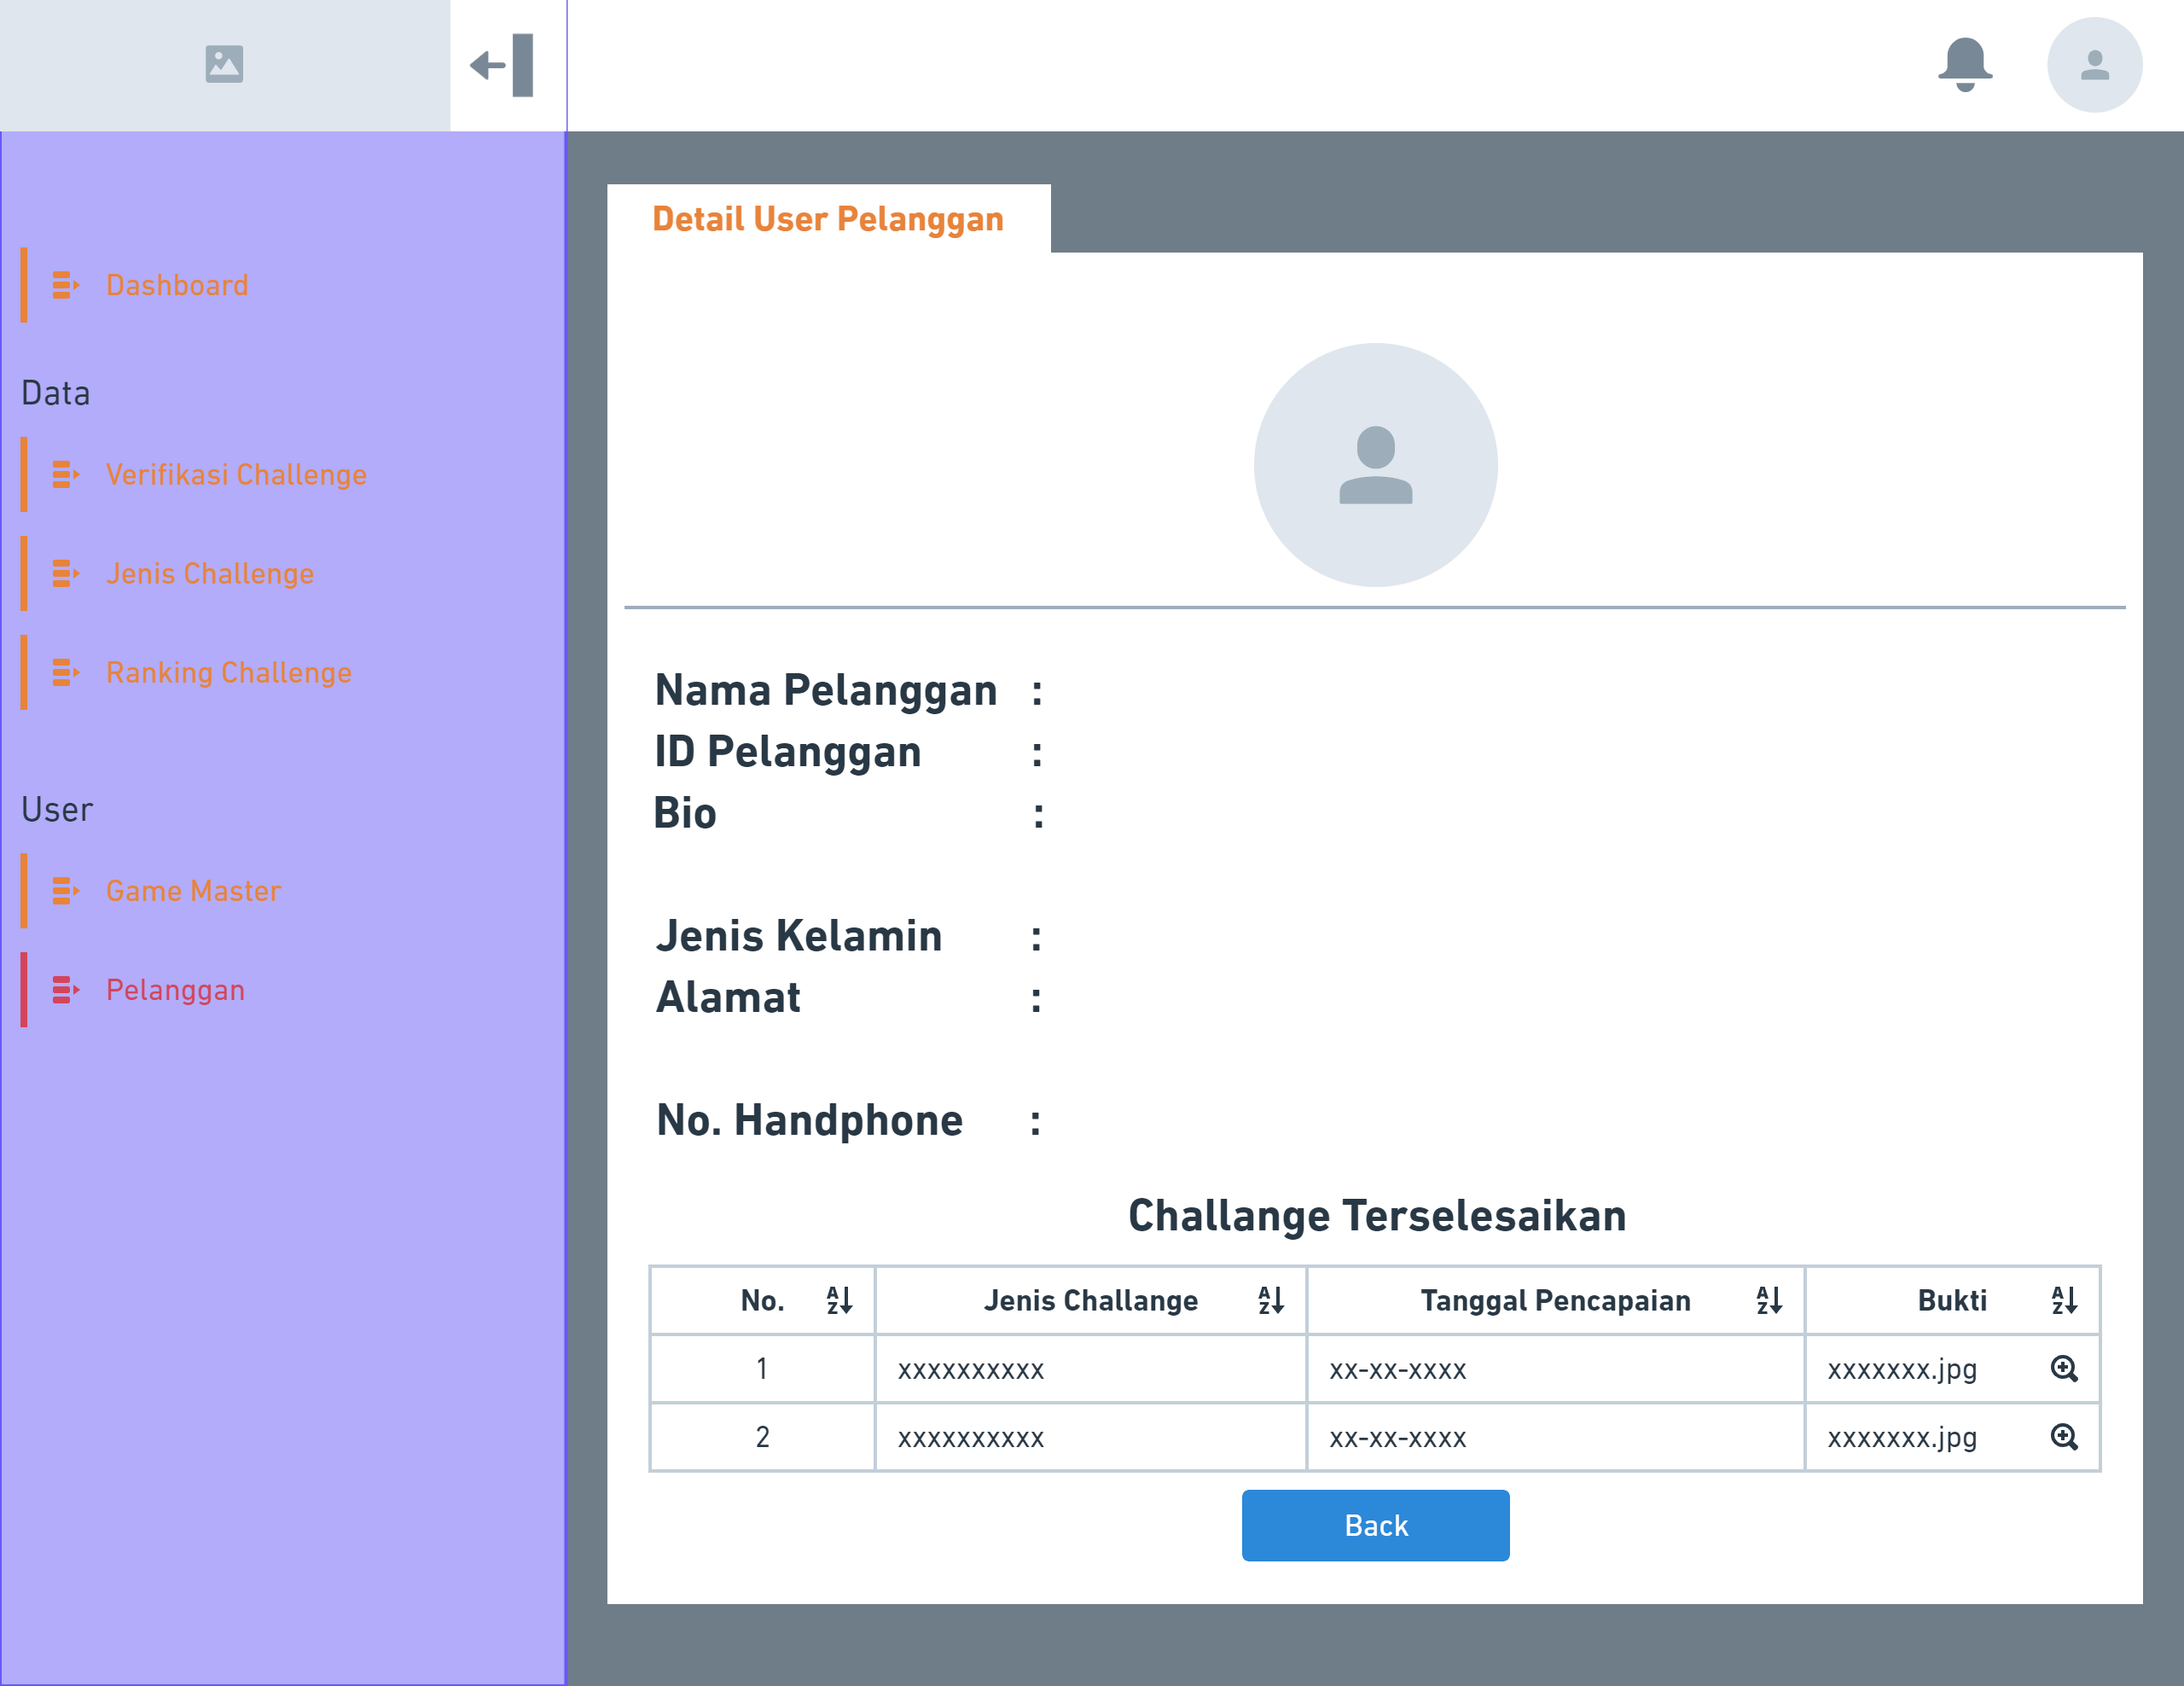 Detail User Pelanggan
Dashboard
Data
Verifikasi Challenge
Jenis Challenge
Ranking Challenge
User
Game Master
Pelanggan
Nama Pelanggan :
ID Pelanggan :
Bio :
Jenis Kelamin :
Alamat :
No. Handphone :
Challange Terselesaikan
No. Jenis Challange Tanggal Pencapaian Bukti
1 xxxxxxxxxx xx-xx-xxxx xxxxxxx.jpg
2 xxxxxxxxxx xx-xx-xxxx xxxxxxx.jpg
Back